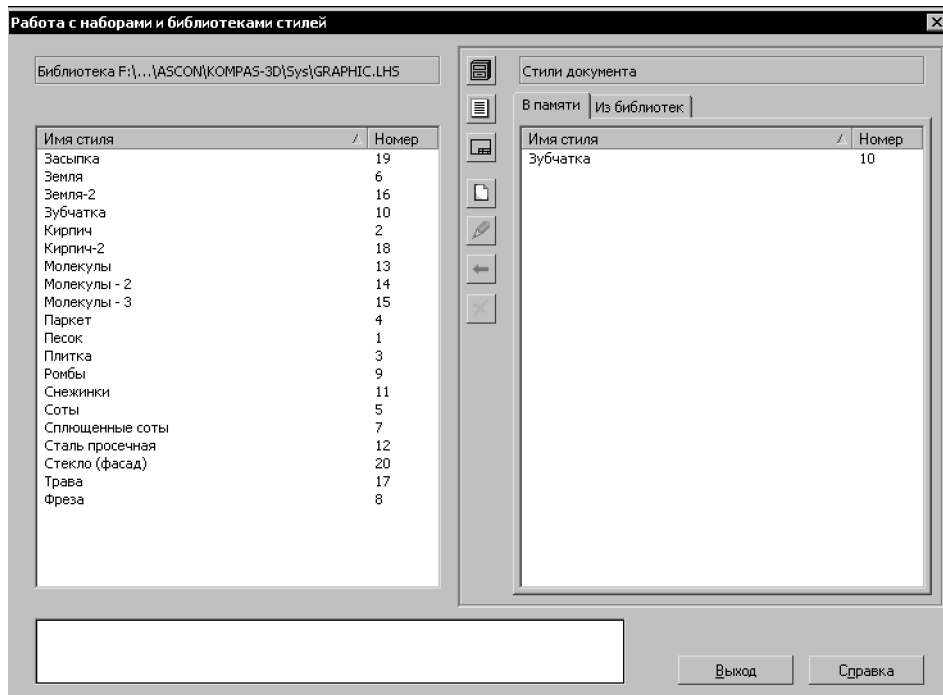 Работа с наборами и библиотеками стилей
Библиотека F:\...\ASCON\KOMPAS-3D\Sys\GRAPHIC.LHS
Имя стиля Номер
Засыпка 19
Земля 6
Земля-2 16
Зубчатка 10
Кирпич 2
Кирпич-2 18
Молекулы 13
Молекулы - 2 14
Молекулы - 3 15
Паркет 4
Песок 1
Плитка 3
Ромбы 9
Снежинки 11
Соты 5
Сплющенные соты 7
Сталь просечная 12
Стекло (фасад) 20
Трава 17
Фреза 8
Стили документа
В памяти Из библиотек
Имя стиля Номер
Зубчатка 10
Выход Справка